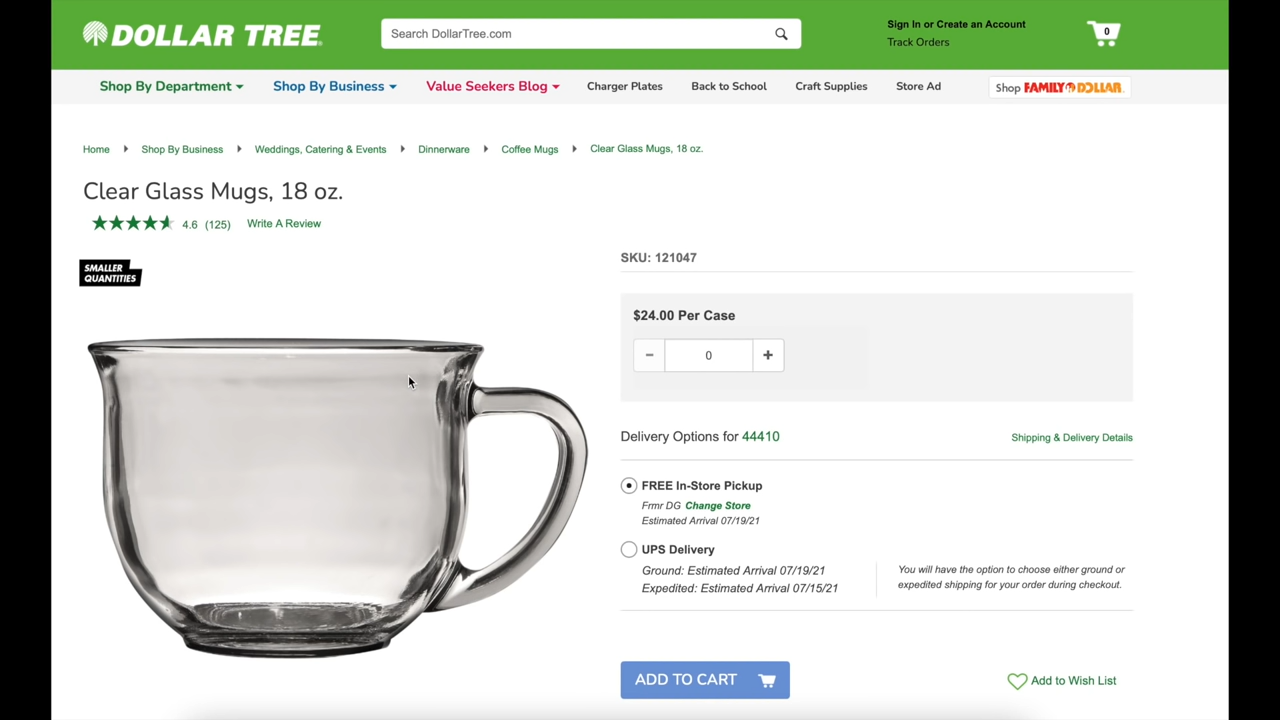 DOLLAR TREE
Search DollarTree.com
Sign In or Create an Account
Track Orders
0
Shop By Department
Shop By Business
Value Seekers Blog
Charger Plates
Back to School
Craft Supplies
Store Ad
Shop FAMILY DOLLAR
Home
Shop By Business
Weddings, Catering & Events
Dinnerware
Coffee Mugs
Clear Glass Mugs, 18 oz.
Clear Glass Mugs, 18 oz.
4.6 (125) Write A Review
SMALLER
QUANTITIES
SKU: 121047
$24.00 Per Case
− 0 +
Delivery Options for 44410
Shipping & Delivery Details
FREE In-Store Pickup
Frmr DG Change Store
Estimated Arrival 07/19/21
UPS Delivery
Ground: Estimated Arrival 07/19/21
Expedited: Estimated Arrival 07/15/21
You will have the option to choose either ground or
expedited shipping for your order during checkout.
ADD TO CART
Add to Wish List